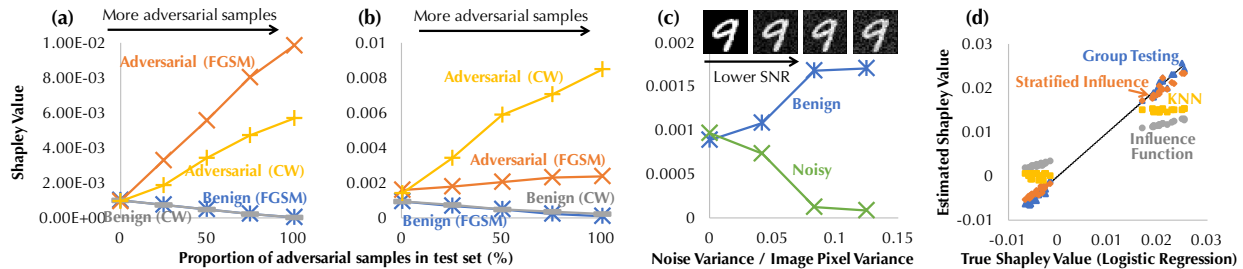 (a)
More adversarial samples
1.00E-02
8.00E-03
6.00E-03
4.00E-03
2.00E-03
0.00E+00
Shapley Value
Adversarial (FGSM)
Adversarial (CW)
Benign (FGSM)
Benign (CW)
0
50
100
(b)
More adversarial samples
0.01
0.008
0.006
0.004
0.002
0
Adversarial (CW)
Adversarial (FGSM)
Benign (CW)
Benign (FGSM)
0
50
100
Proportion of adversarial samples in test set (%)
(c)
9 9 9 9
Lower SNR
0.002
0.0015
0.001
0.0005
0
Benign
Noisy
0
0.05
0.10
0.15
Noise Variance / Image Pixel Variance
(d)
Estimated Shapley Value
0.03
0.02
0.01
0
-0.01
Group Testing
Stratified Influence
KNN
Influence
Function
-0.01
0
0.01
0.02
0.03
True Shapley Value (Logistic Regression)